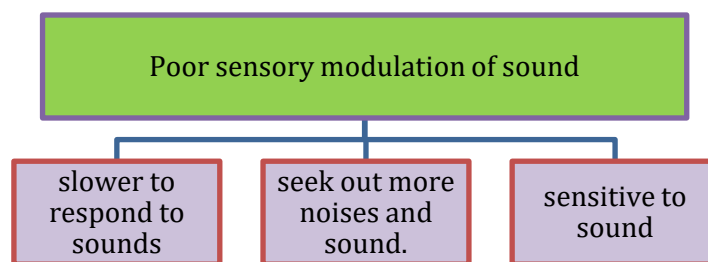 Poor sensory modulation of sound
slower to
respond to
sounds
seek out more
noises and
sound.
sensitive to
sound